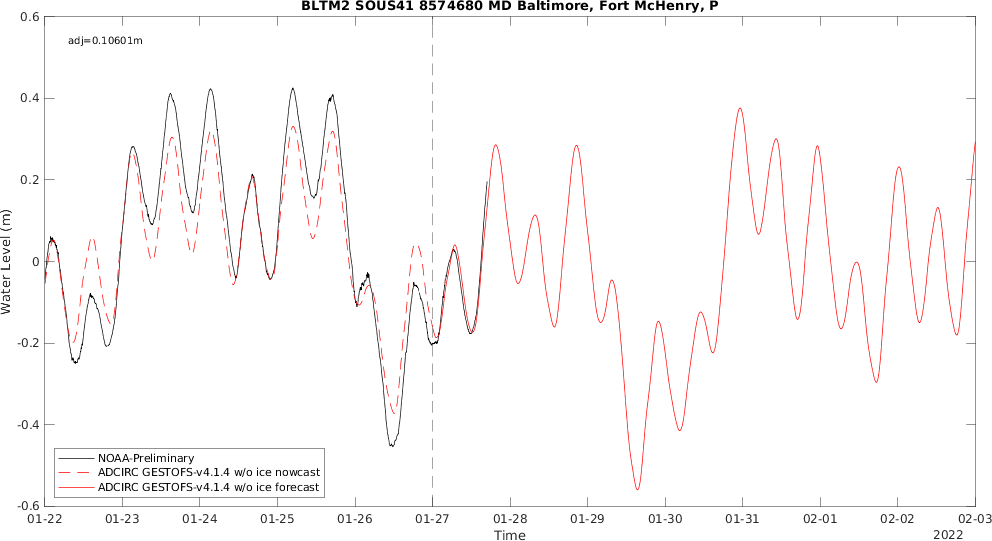 BLTM2 SOUS41 8574680 MD Baltimore, Fort McHenry, P
adj=0.10601m
0.6
0.4
0.2
0
-0.2
-0.4
-0.6
Water Level (m)
NOAA-Preliminary
ADCIRC GESTOFS-v4.1.4 w/o ice nowcast
ADCIRC GESTOFS-v4.1.4 w/o ice forecast
01-22 01-23 01-24 01-25 01-26 01-27 01-28 01-29 01-30 01-31 02-01 02-02 02-03
Time
2022